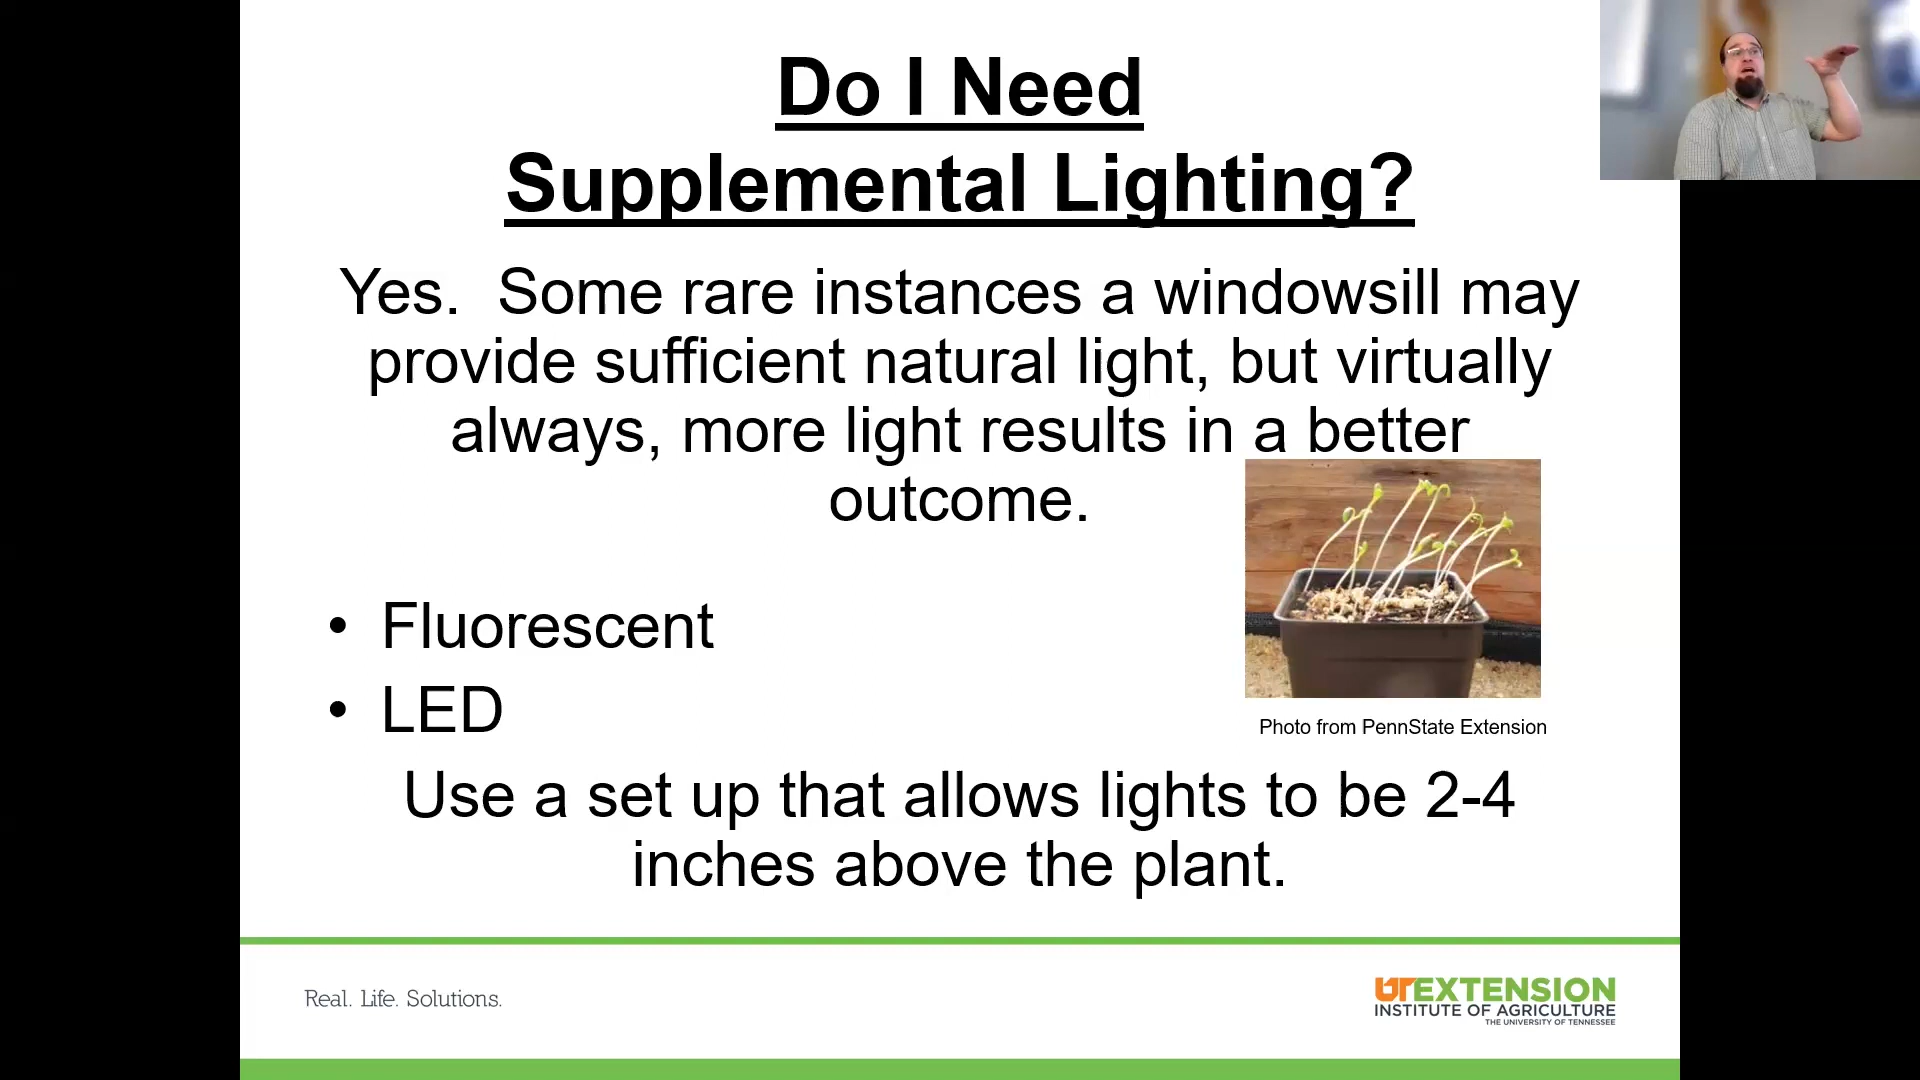 Do I Need
Supplemental Lighting?
Yes. Some rare instances a windowsill may
provide sufficient natural light, but virtually
always, more light results in a better
outcome.
• Fluorescent
• LED
Photo from PennState Extension
Use a set up that allows lights to be 2-4
inches above the plant.
Real. Life. Solutions.
UTEXTENSION
INSTITUTE OF AGRICULTURE
THE UNIVERSITY OF TENNESSEE